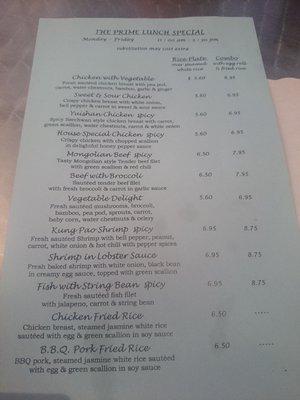 THE PRIME LUNCH SPECIAL
Monday - Friday 11:00 am - 2:30 pm
substitution may cost extra
Rice Plate Combo
over steamed with egg roll
white rice & fried rice
Chicken with Vegetable $ 5.60 6.95
Fresh sautéed chicken breast with pea pod,
carrot, water chestnuts, bamboo, garlic & ginger
Sweet & Sour Chicken 5.60 6.95
Crispy chicken breast with white onion,
bell pepper & carrot in sweet & sour sauce
Yuishan Chicken spicy 5.60 6.95
Spicy Szechwan style chicken breast with carrot,
green scallion, water chestnuts, carrot & white onion
House Special Chicken spicy 5.60 6.95
Crispy chicken with chopped scallion
in delightful honey pepper sauce
Mongolian Beef spicy 6.50 7.95
Tasty Mongolian style Tender beef filet
with green scallion & red chili
Beef with Broccoli 6.50 7.95
Sautéed tender beef filet
with fresh broccoli & carrot in garlic sauce
Vegetable Delight 5.60 6.95
Fresh sautéed mushrooms, broccoli,
bamboo, pea pod, sprouts, carrot,
baby corn, water chestnuts & celery
Kung Pao Shrimp spicy 6.95 8.75
Fresh sautéed Shrimp with bell pepper, peanut,
carrot, white onion & hot chili with pepper spices
Shrimp in Lobster Sauce 6.95 8.75
Fresh baked shrimp with white onion, black bean
in creamy egg sauce, topped with green scallion
Fish with String Bean spicy 6.95 8.75
Fresh sautéed fish filet
with jalapeno, carrot & string bean
Chicken Fried Rice 6.50 .....
Chicken breast, steamed jasmine white rice
sautéed with egg & green scallion in soy sauce
B.B.Q. Pork Fried Rice 6.50 .....
BBQ pork, steamed jasmine white rice sautéed
with egg & green scallion in soy sauce